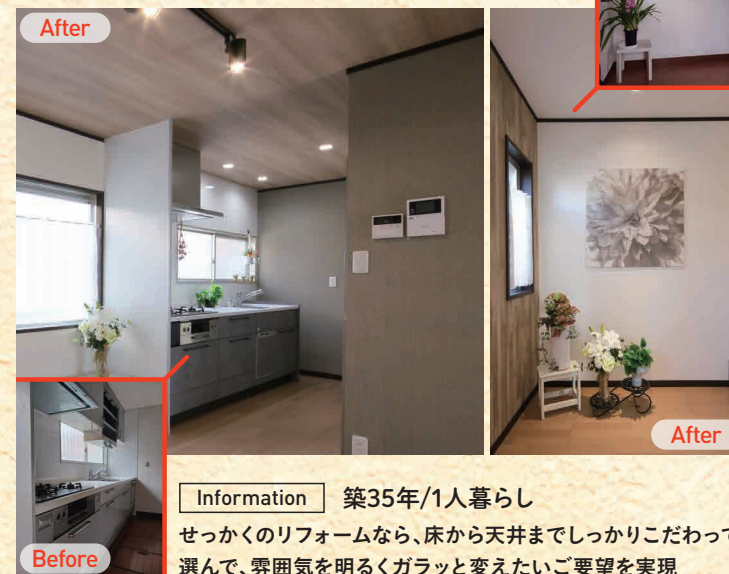 After
After
Before
Information 築35年/1人暮らし
せっかくのリフォームなら、床から天井までしっかりこだわって
選んで、雰囲気を明るくガラッと変えたいご要望を実現